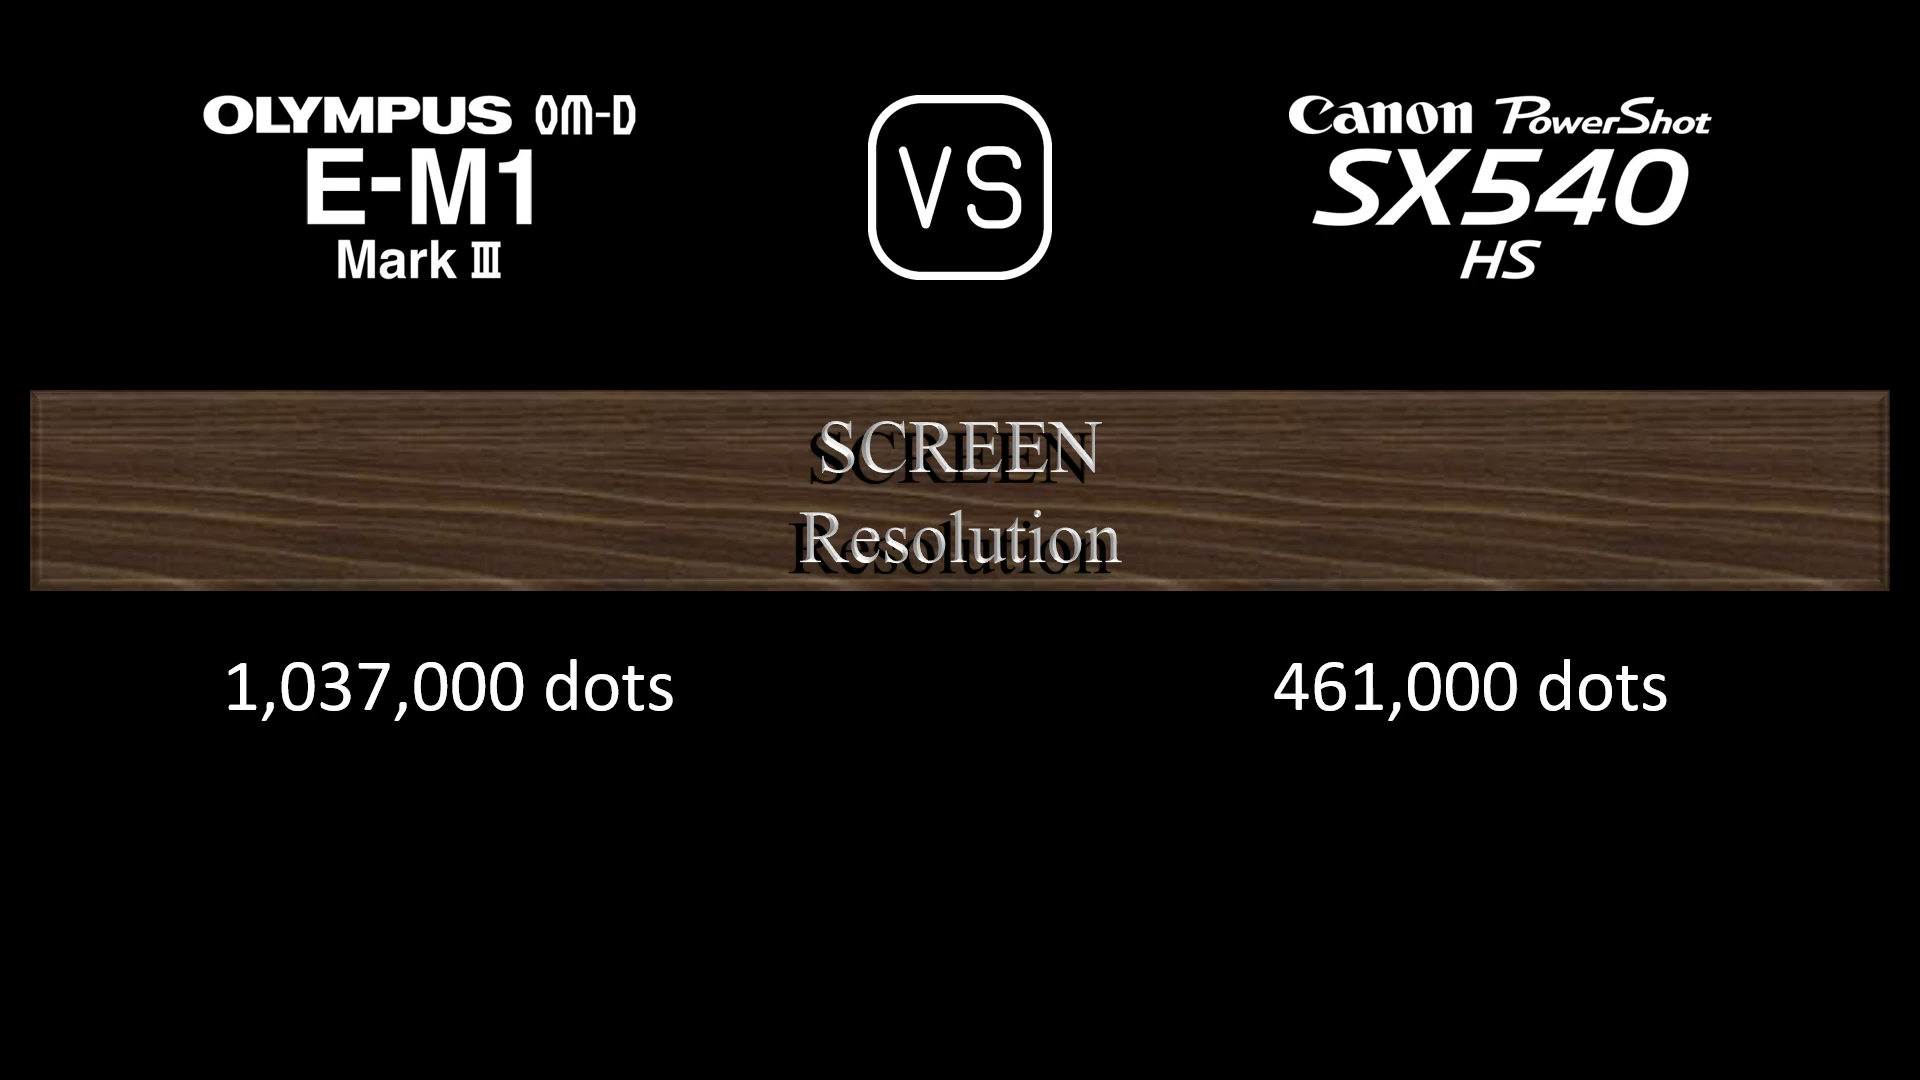 OLYMPUS OM-D
E-M1
Mark III
VS
Canon PowerShot
SX540
HS
SCREEN
Resolution
1,037,000 dots
461,000 dots